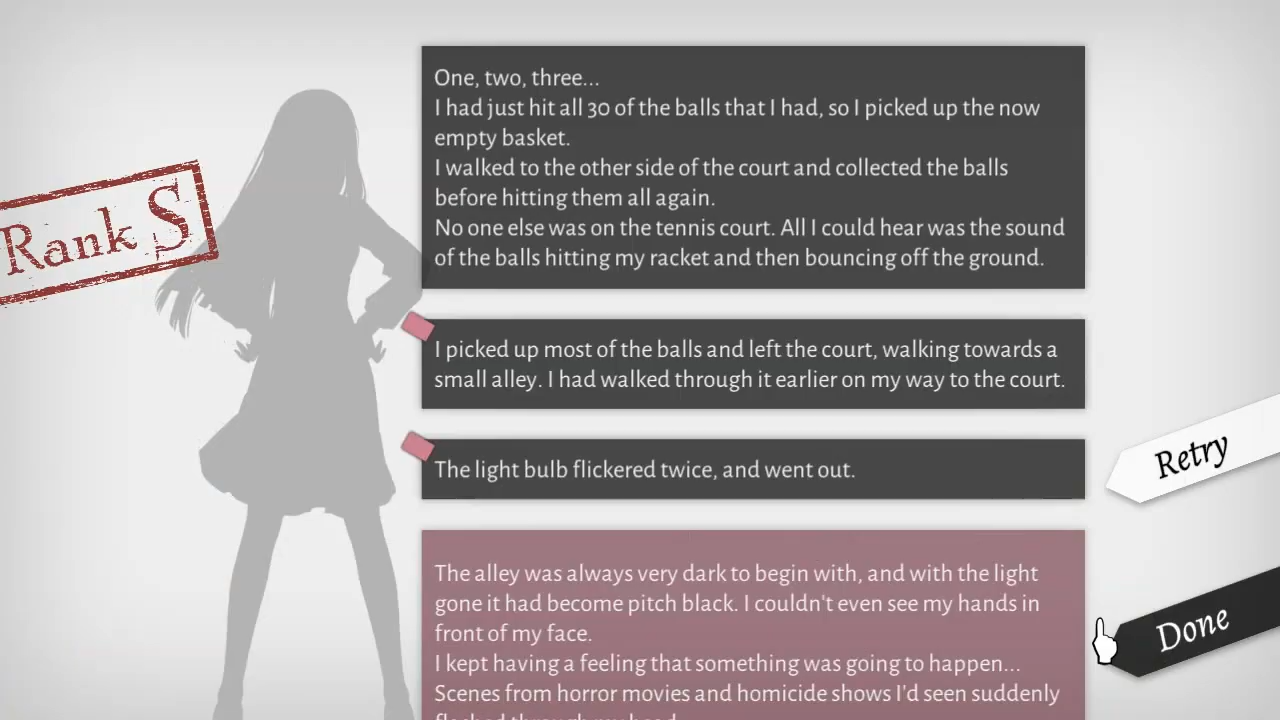 Rank S
One, two, three...
I had just hit all 30 of the balls that I had, so I picked up the now
empty basket.
I walked to the other side of the court and collected the balls
before hitting them all again.
No one else was on the tennis court. All I could hear was the sound
of the balls hitting my racket and then bouncing off the ground.
I picked up most of the balls and left the court, walking towards a
small alley. I had walked through it earlier on my way to the court.
The light bulb flickered twice, and went out.
Retry
The alley was always very dark to begin with, and with the light
gone it had become pitch black. I couldn't even see my hands in
front of my face.
I kept having a feeling that something was going to happen...
Scenes from horror movies and homicide shows I'd seen suddenly
Done